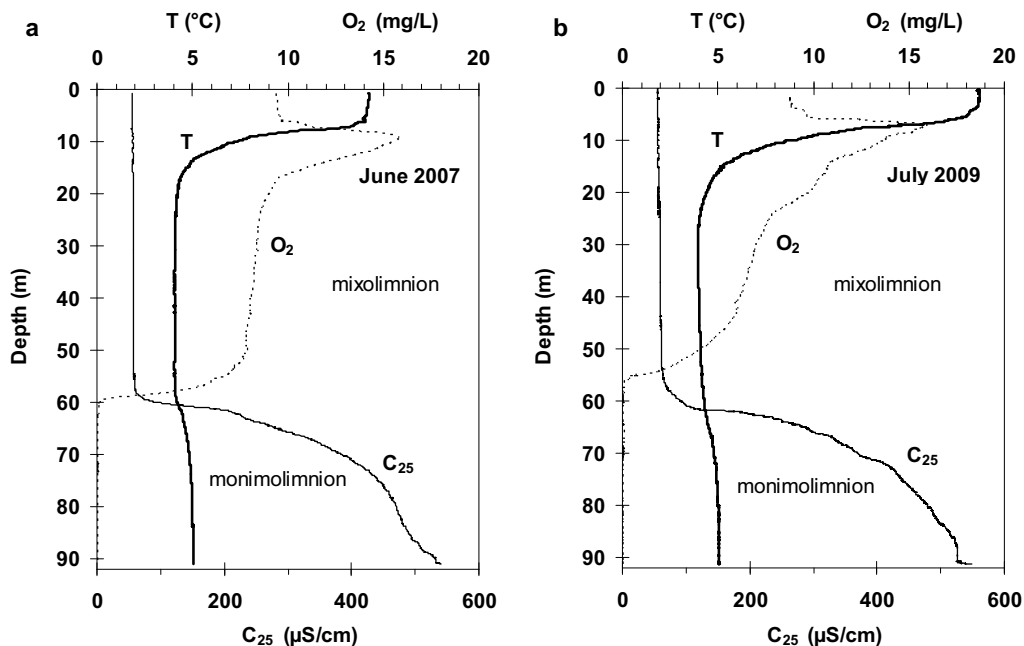 a
T (°C) O₂ (mg/L)
0 5 10 15 20
0
10
20
30
40
50
60
70
80
90
Depth (m)
T
June 2007
O₂
mixolimnion
C₂₅
monimolimnion
0 200 400 600
C₂₅ (µS/cm)
b
T (°C) O₂ (mg/L)
0 5 10 15 20
0
10
20
30
40
50
60
70
80
90
Depth (m)
T
July 2009
O₂
mixolimnion
C₂₅
monimolimnion
0 200 400 600
C₂₅ (µS/cm)